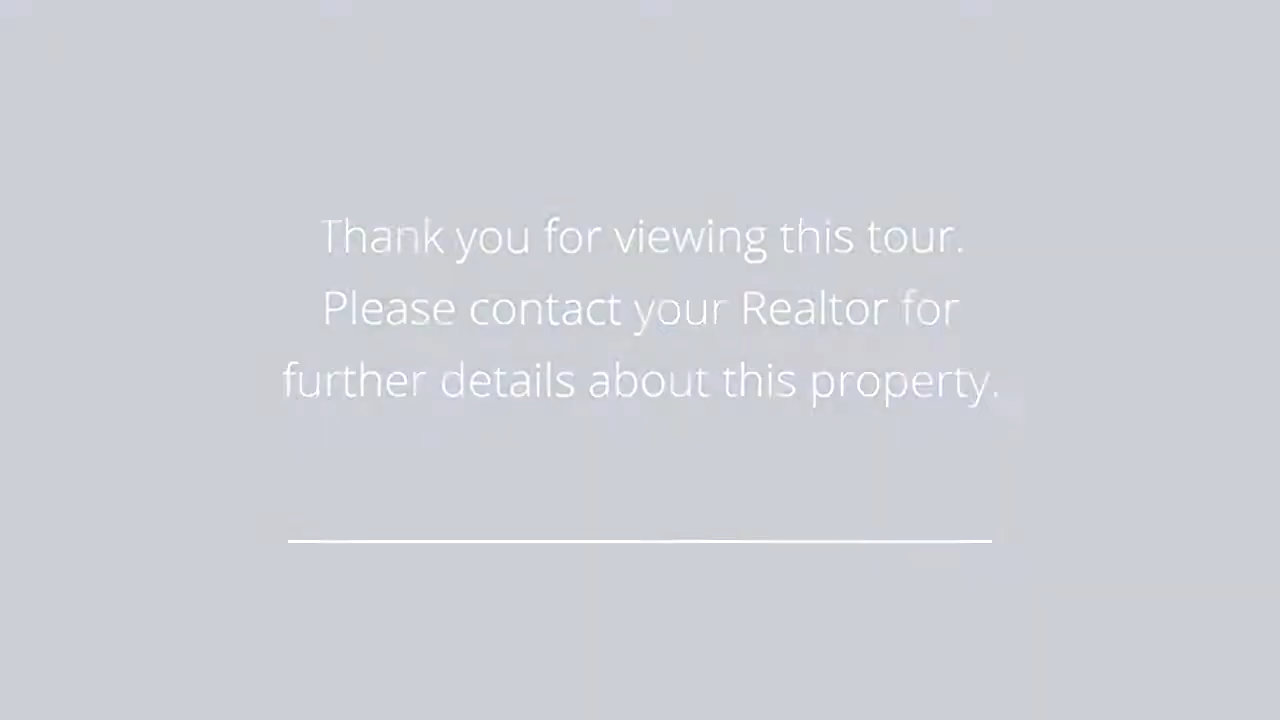 Thank you for viewing this tour.
Please contact your Realtor for
further details about this property.